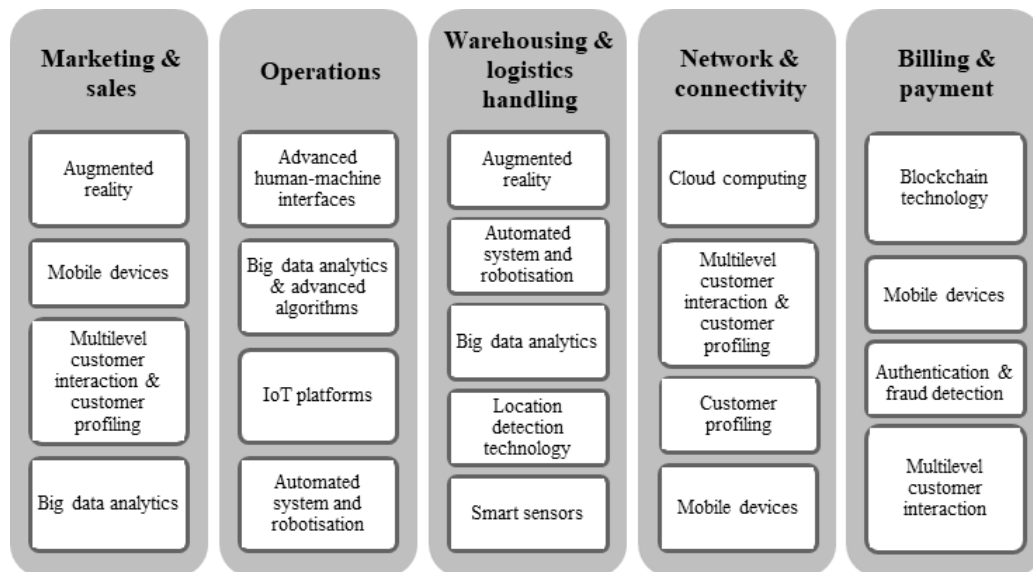 Marketing &
sales
Augmented
reality
Mobile devices
Multilevel
customer
interaction &
customer
profiling
Big data analytics
Operations
Advanced
human-machine
interfaces
Big data analytics
& advanced
algorithms
IoT platforms
Automated
system and
robotisation
Warehousing &
logistics
handling
Augmented
reality
Automated
system and
robotisation
Big data analytics
Location
detection
technology
Smart sensors
Network &
connectivity
Cloud computing
Multilevel
customer
interaction &
customer
profiling
Customer
profiling
Mobile devices
Billing &
payment
Blockchain
technology
Mobile devices
Authentication &
fraud detection
Multilevel
customer
interaction